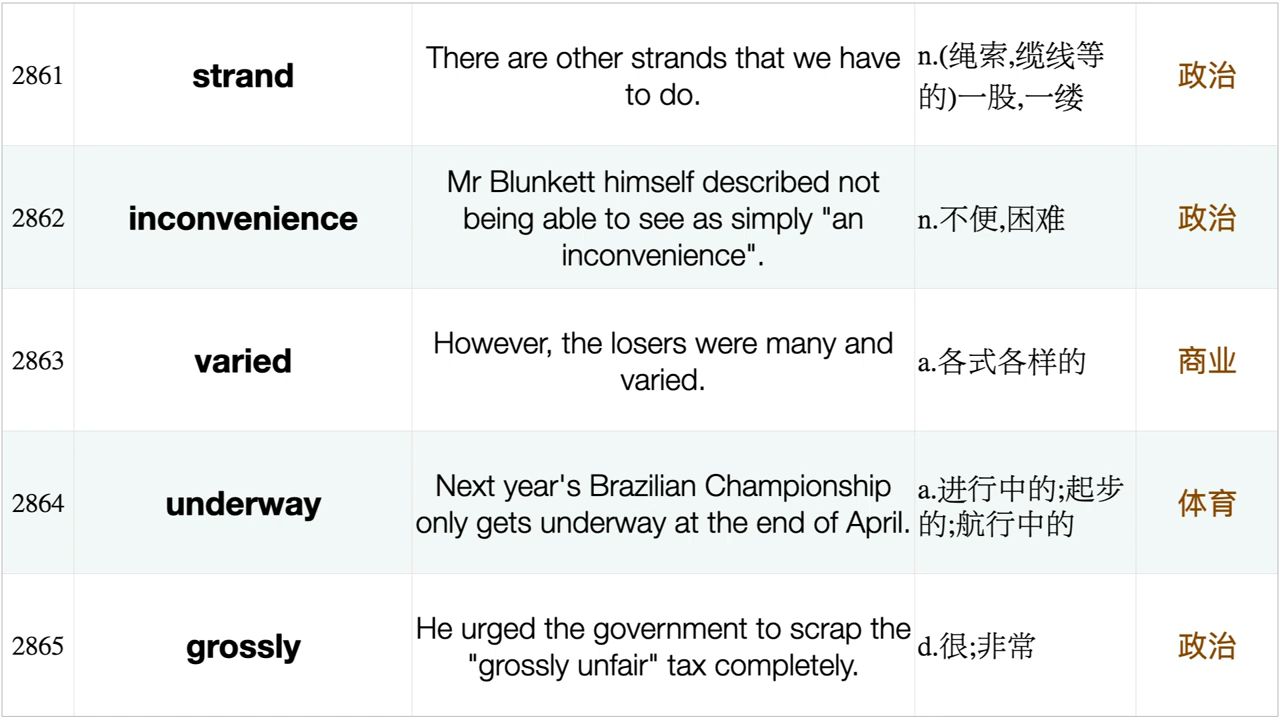 2861 strand There are other strands that we have to do. n.(绳索,缆线等的)一股,一缕 政治
2862 inconvenience Mr Blunkett himself described not being able to see as simply "an inconvenience". n.不便,困难 政治
2863 varied However, the losers were many and varied. a.各式各样的 商业
2864 underway Next year's Brazilian Championship only gets underway at the end of April. a.进行中的;起步的;航行中的 体育
2865 grossly He urged the government to scrap the "grossly unfair" tax completely. d.很;非常 政治